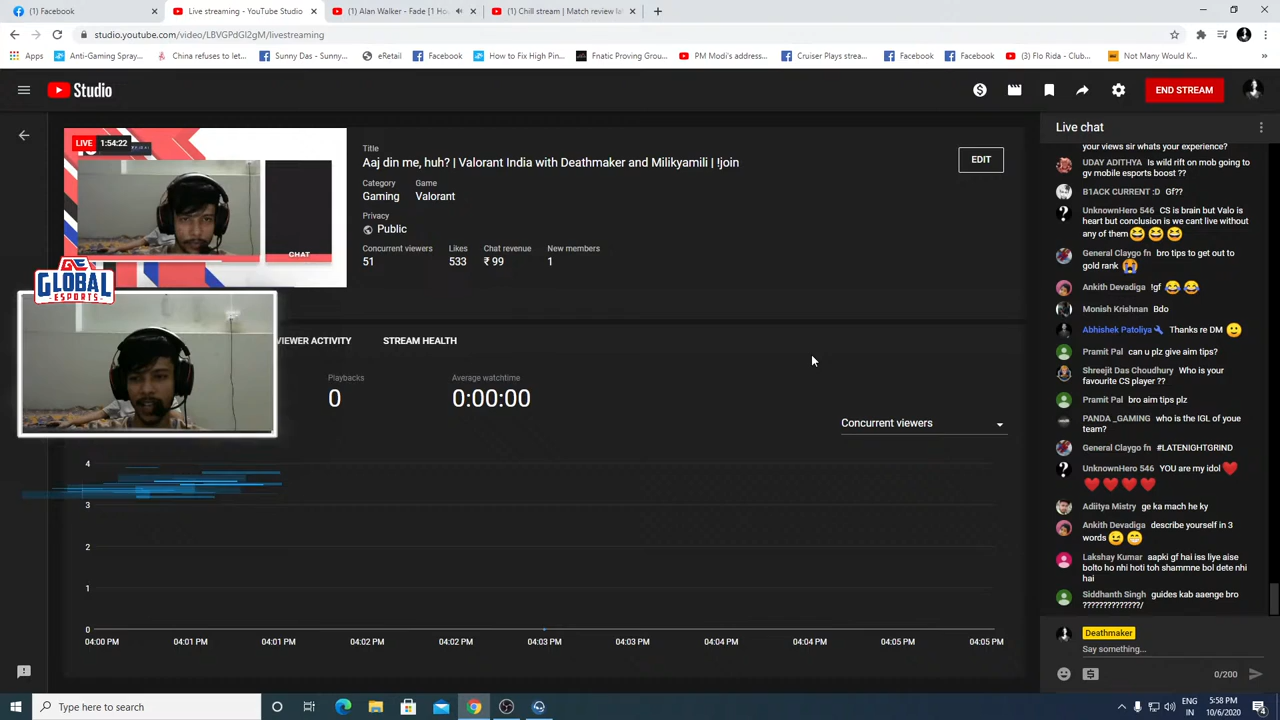 (1) Facebook
Live streaming - YouTube Studio
(1) Alan Walker - Fade [1 Ho
(1) Chill stream | Match review la
studio.youtube.com/video/LBVGPdGI2gM/livestreaming
Apps
Anti-Gaming Spray...
China refuses to let...
Sunny Das - Sunny...
eRetail
Facebook
How to Fix High Pin...
Fnatic Proving Grou...
PM Modi's address...
Cruiser Plays strea...
Facebook
Facebook
(3) Flo Rida - Club...
Not Many Would K...
Studio
END STREAM
LIVE 1:54:22
CHAT
Title
Aaj din me, huh? | Valorant India with Deathmaker and Milikyamili | !join
EDIT
Category Game
Gaming Valorant
Privacy
Public
Concurrent viewers Likes Chat revenue New members
51 533 ₹ 99 1
GLOBAL
ESPORTS
VIEWER ACTIVITY STREAM HEALTH
Playbacks Average watchtime
0 0:00:00
Concurrent viewers
4
3
2
1
0
04:00 PM 04:01 PM 04:01 PM 04:02 PM 04:02 PM 04:03 PM 04:03 PM 04:04 PM 04:04 PM 04:05 PM 04:05 PM
Live chat
your views sir whats your experience?
UDAY ADITHYA Is wild rift on mob going to
gv mobile esports boost ??
B1ACK CURRENT :D Gf??
UnknownHero 546 CS is brain but Valo is
heart but conclusion is we cant live without
any of them😆😆😆
General Claygo fn bro tips to get out to
gold rank 😭
Ankith Devadiga !gf 😂 😂
Monish Krishnan Bdo
Abhishek Patoliya Thanks re DM 🙂
Pramit Pal can u plz give aim tips?
Shreejit Das Choudhury Who is your
favourite CS player ??
Pramit Pal bro aim tips plz
PANDA _GAMING who is the IGL of youe
team?
General Claygo fn #LATENIGHTGRIND
UnknownHero 546 YOU are my idol❤
❤❤❤❤
Adiitya Mistry ge ka mach he ky
Ankith Devadiga describe yourself in 3
words 😉 😁
Lakshay Kumar aapki gf hai iss liye aise
bolto ho nhi hoti toh shammne bol dete nhi
hai
Siddhanth Singh guides kab aaenge bro
??????????????/
Deathmaker
Say something...
0/200
Type here to search
ENG
IN
5:58 PM
10/6/2020
4